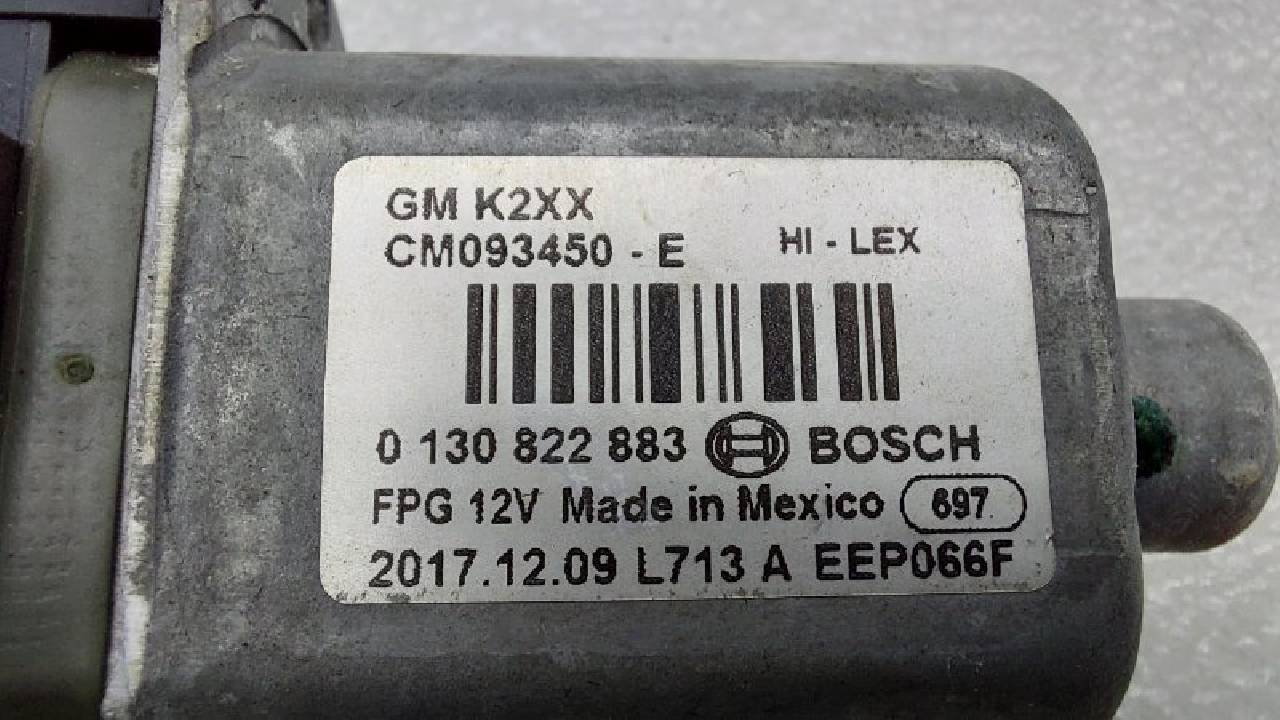 GM K2XX
CM093450 - E HI - LEX
0 130 822 883 BOSCH
FPG 12V Made in Mexico 697
2017.12.09 L713 A EEP066F